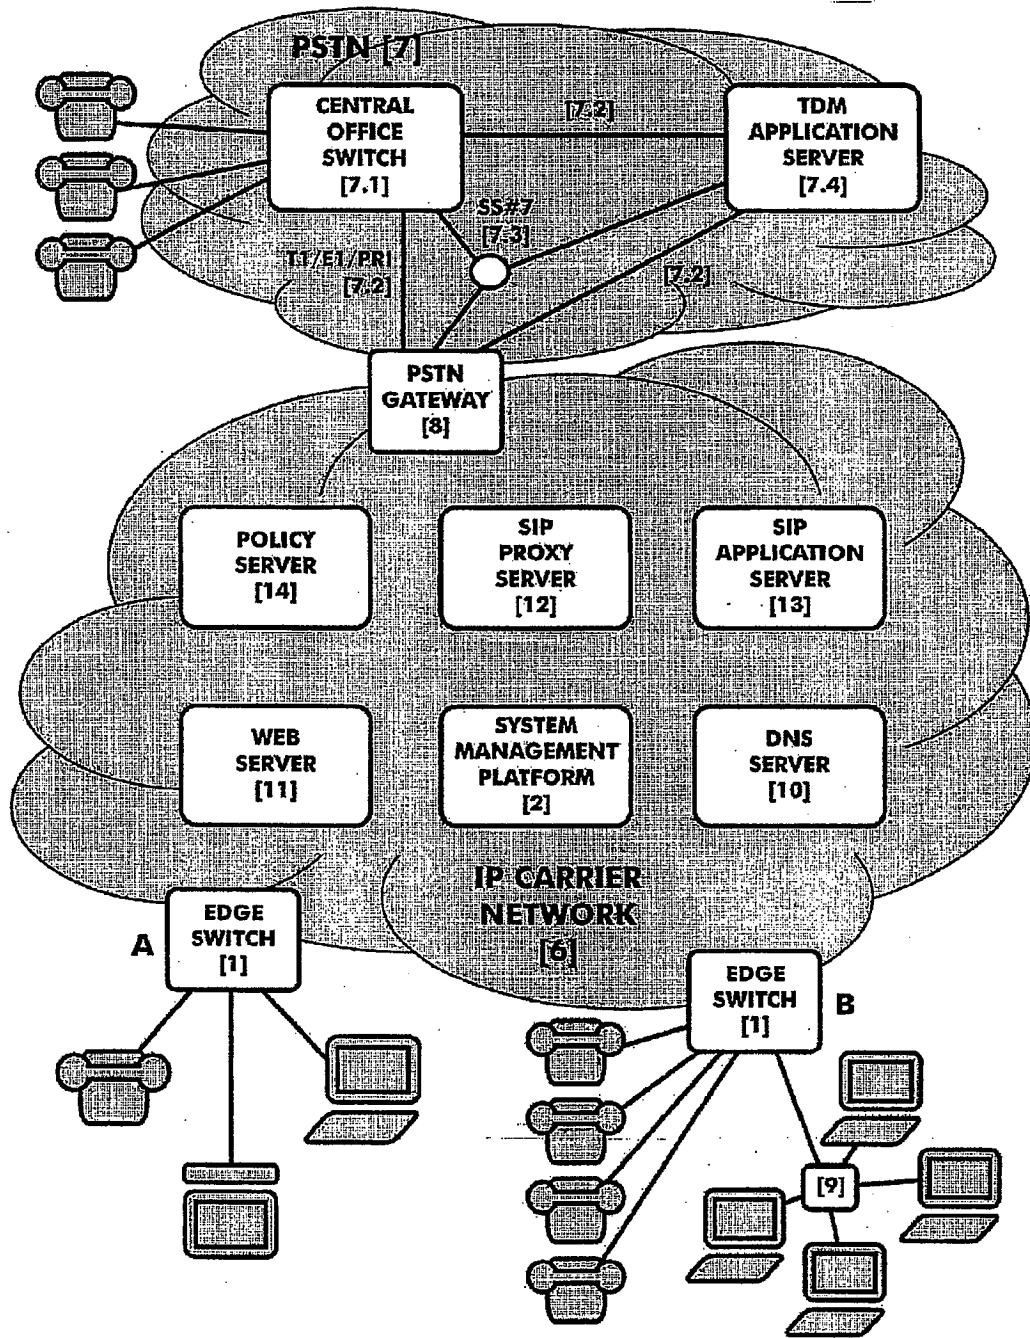 PSTN [7]
CENTRAL
OFFICE
SWITCH
[7.1]
[7.2]
TDM
APPLICATION
SERVER
[7.4]
SS#7
[7.3]
T1/E1/PRI
[7.2]
[7.2]
PSTN
GATEWAY
[8]
POLICY
SERVER
[14]
SIP
PROXY
SERVER
[12]
SIP
APPLICATION
SERVER
[13]
WEB
SERVER
[11]
SYSTEM
MANAGEMENT
PLATFORM
[2]
DNS
SERVER
[10]
IP CARRIER
NETWORK
[6]
A
EDGE
SWITCH
[1]
EDGE
SWITCH
[1]
B
[9]